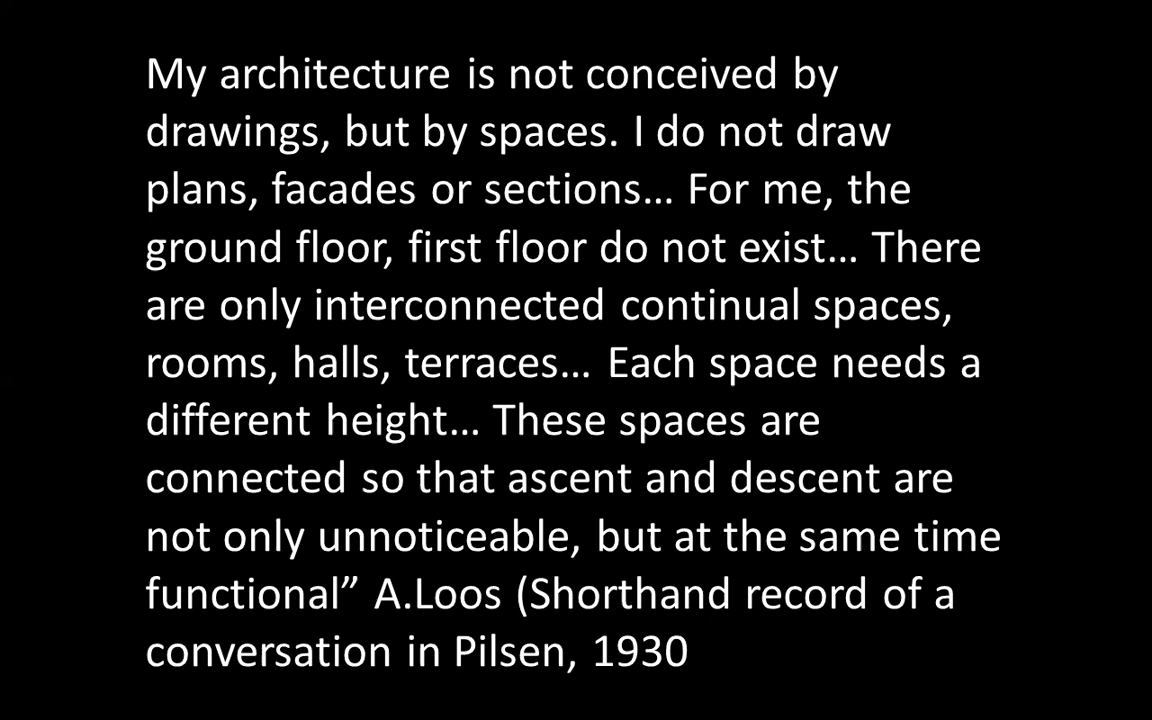 My architecture is not conceived by
drawings, but by spaces. I do not draw
plans, facades or sections… For me, the
ground floor, first floor do not exist… There
are only interconnected continual spaces,
rooms, halls, terraces… Each space needs a
different height… These spaces are
connected so that ascent and descent are
not only unnoticeable, but at the same time
functional” A.Loos (Shorthand record of a
conversation in Pilsen, 1930